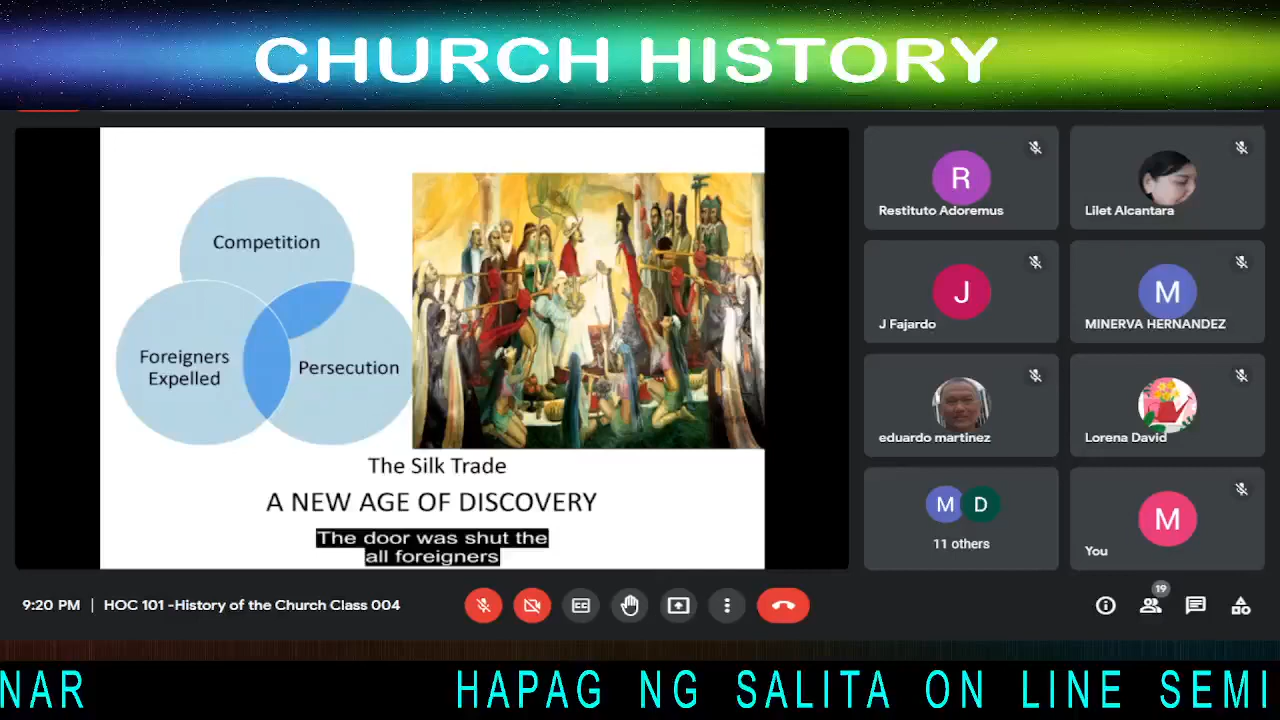 CHURCH HISTORY
Competition
Foreigners
Expelled
Persecution
The Silk Trade
A NEW AGE OF DISCOVERY
The door was shut the
all foreigners
R
Restituto Adoremus
Lilet Alcantara
J
J Fajardo
M
MINERVA HERNANDEZ
eduardo martinez
Lorena David
M D
11 others
M
You
9:20 PM | HOC 101 -History of the Church Class 004
CC
19
NAR HAPAG NG SALITA ON LINE SEMI